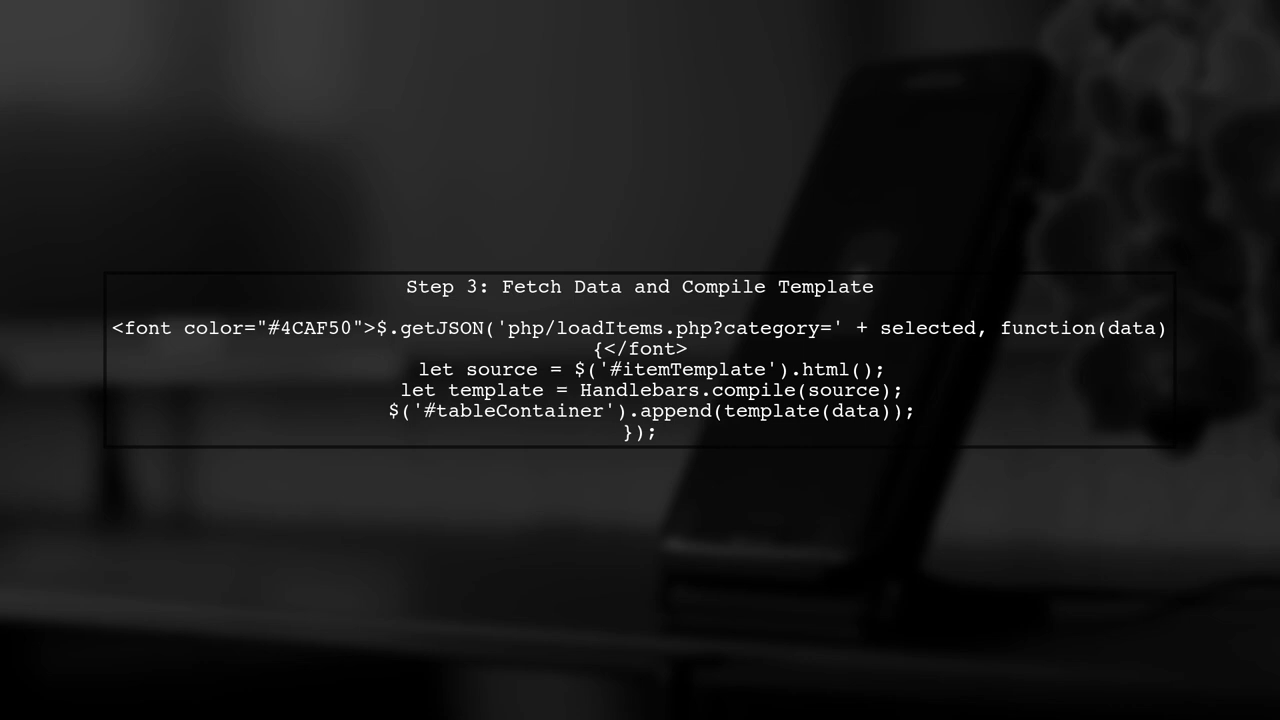 Step 3: Fetch Data and Compile Template
<font color="#4CAF50">$.getJSON('php/loadItems.php?category=' + selected, function(data)
{</font>
let source = $('#itemTemplate').html();
let template = Handlebars.compile(source);
$('#tableContainer').append(template(data));
});